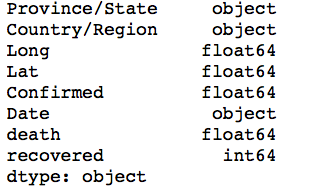 Province/State object
Country/Region object
Long float64
Lat float64
Confirmed float64
Date object
death float64
recovered int64
dtype: object